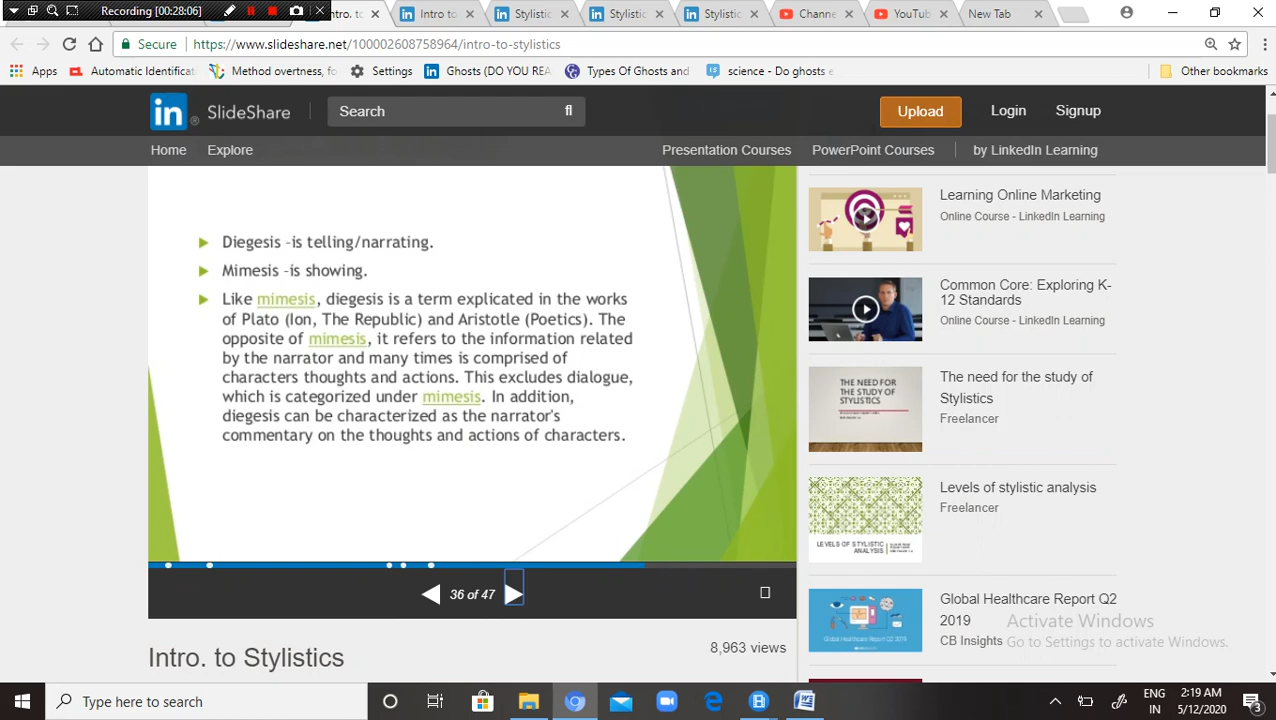 Recording [00:28:06]
Intro. to
Intro to
Stylistic
Stylistic
Stylistic
Channe
YouTub
New Tab
Secure
https://www.slideshare.net/100002608758964/intro-to-stylistics
Apps
Automatic Identificat
Method overtness, fo
Settings
Ghosts (DO YOU REA
Types Of Ghosts and
science - Do ghosts e
Other bookmarks
in SlideShare
Search
Upload
Login
Signup
Home
Explore
Presentation Courses
PowerPoint Courses
by LinkedIn Learning
Diegesis –is telling/narrating.
Mimesis –is showing.
Like mimesis, diegesis is a term explicated in the works
of Plato (Ion, The Republic) and Aristotle (Poetics). The
opposite of mimesis, it refers to the information related
by the narrator and many times is comprised of
characters thoughts and actions. This excludes dialogue,
which is categorized under mimesis. In addition,
diegesis can be characterized as the narrator's
commentary on the thoughts and actions of characters.
36 of 47
Intro. to Stylistics
8,963 views
Learning Online Marketing
Online Course - LinkedIn Learning
Common Core: Exploring K-
12 Standards
Online Course - LinkedIn Learning
THE NEED FOR
THE STUDY OF
STYLISTICS
The need for the study of
Stylistics
Freelancer
LEVELS OF STYLISTIC
ANALYSIS
Levels of stylistic analysis
Freelancer
Global Healthcare Report Q2 2019
Global Healthcare Report Q2
2019
CB Insights
Activate Windows
Go to Settings to activate Windows.
Type here to search
ENG
IN
2:19 AM
5/12/2020
3